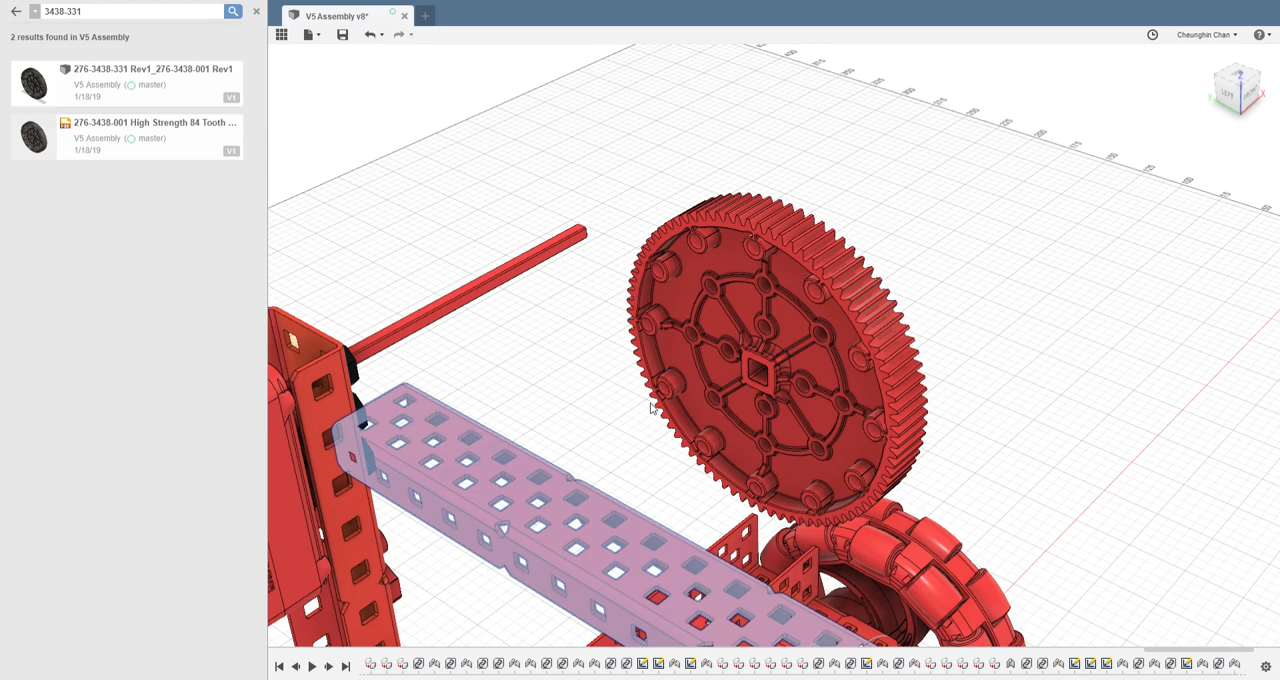 3438-331
2 results found in V5 Assembly
276-3438-331 Rev1_276-3438-001 Rev1
V5 Assembly ( master)
1/18/19
V1
276-3438-001 High Strength 84 Tooth ...
V5 Assembly ( master)
1/18/19
V1
V5 Assembly v8*
Cheunghin Chan
LEFT